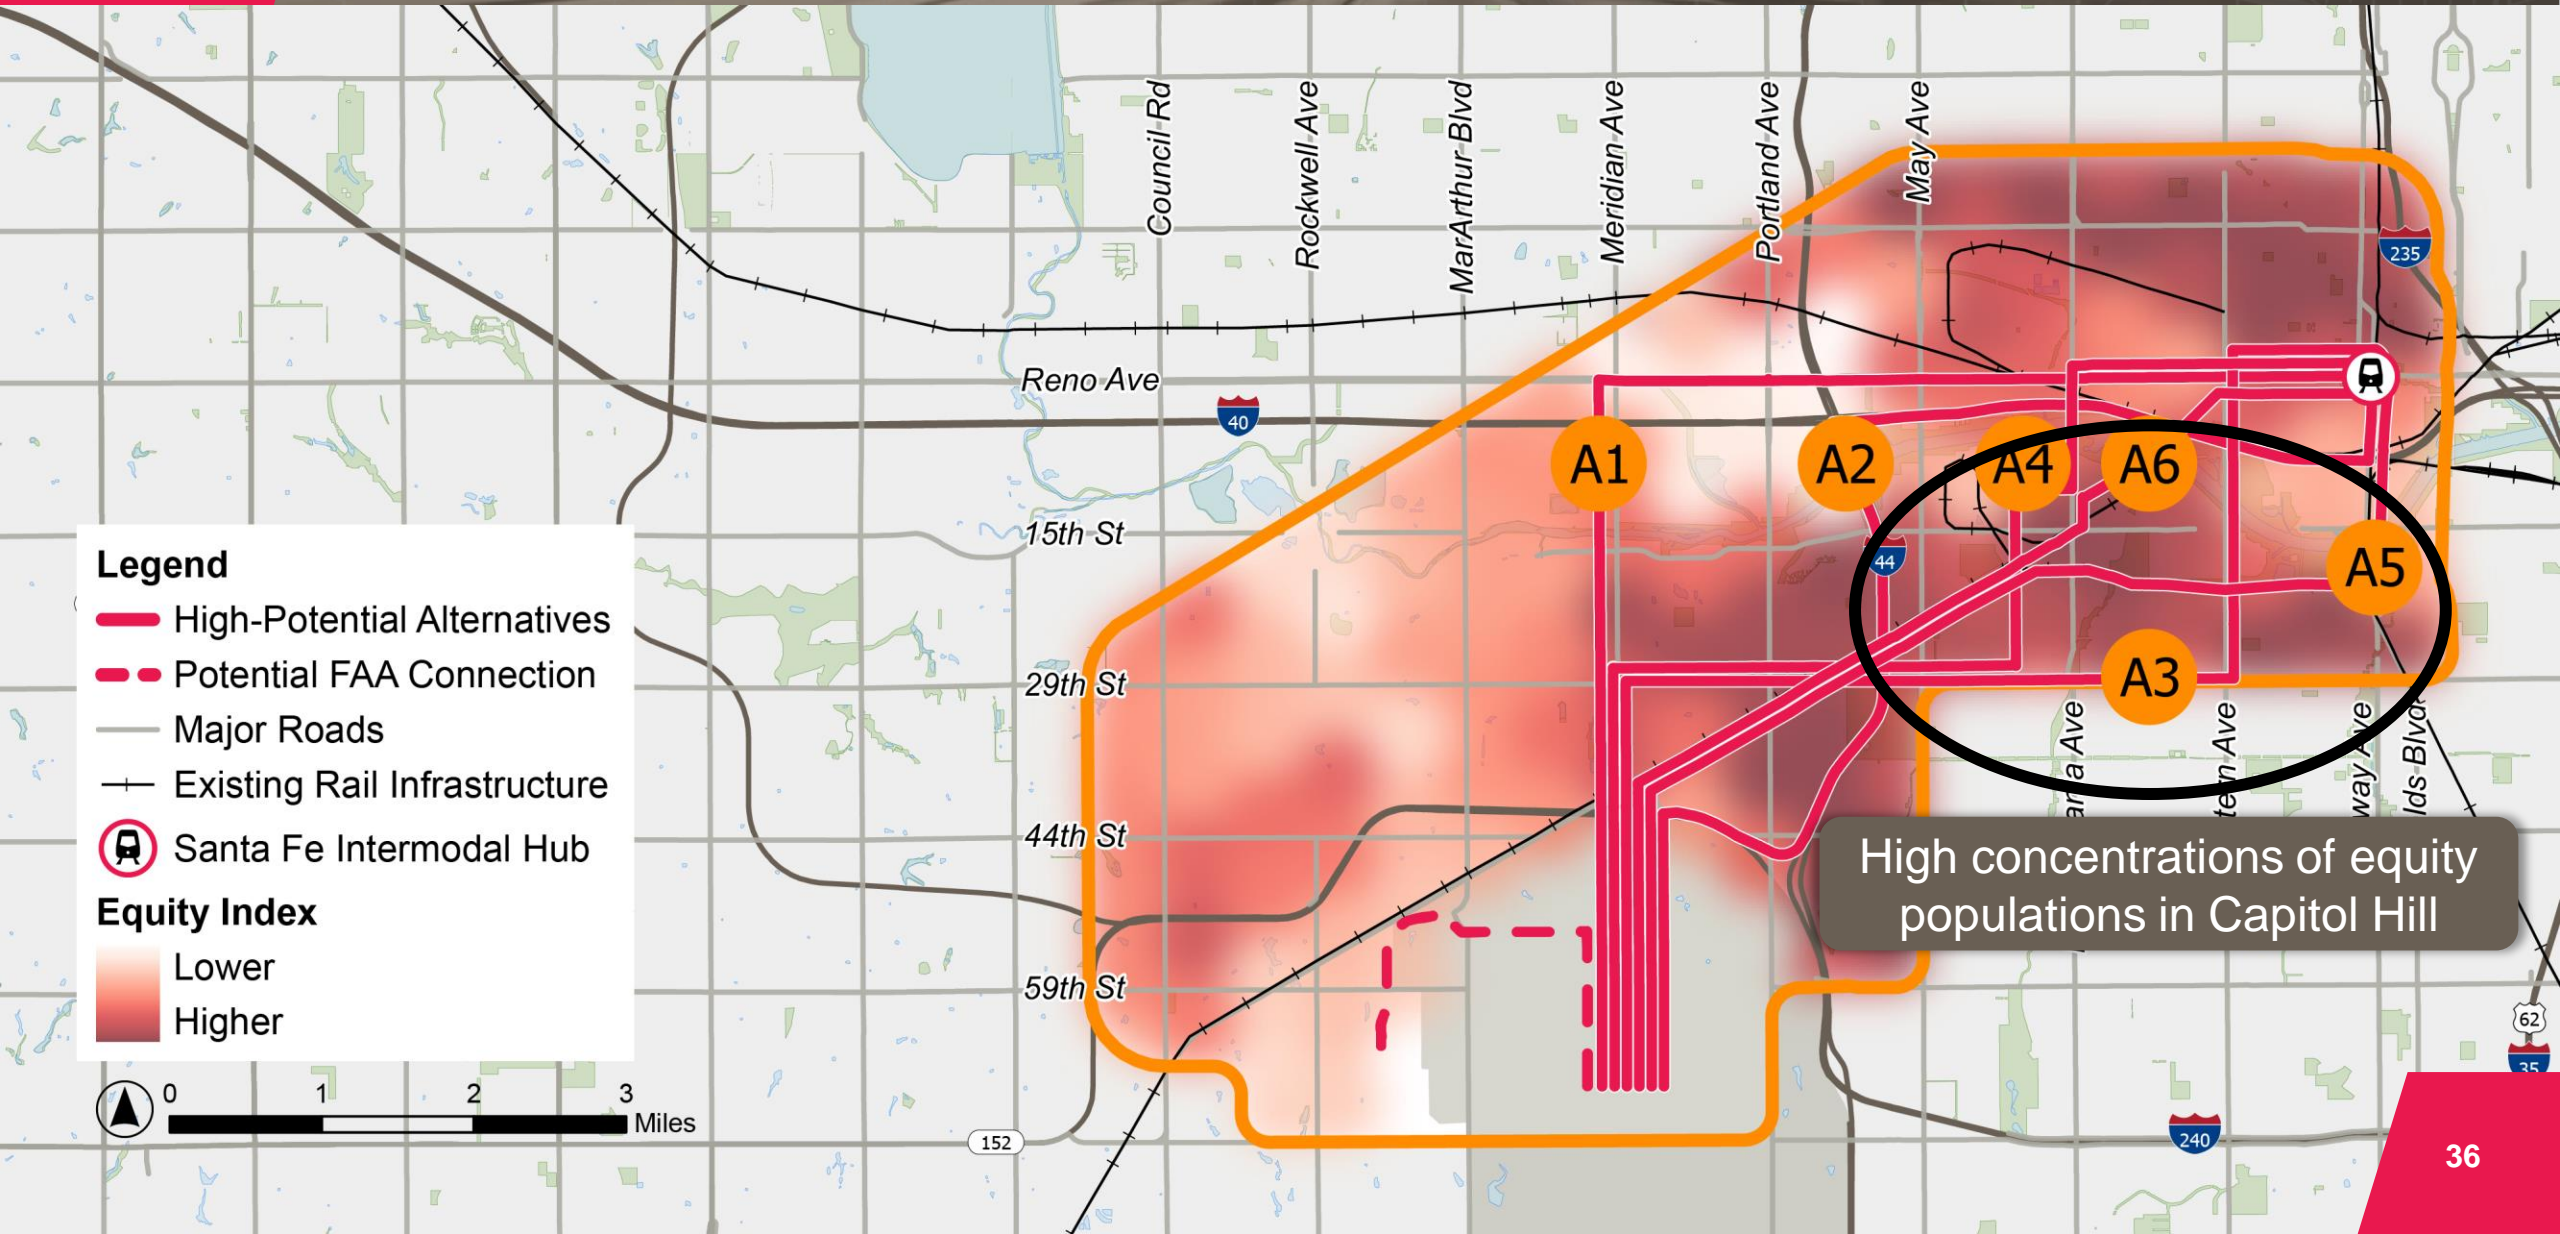 Council Rd
Rockwell Ave
MarArthur Blvd
Meridian Ave
Portland Ave
May Ave
235
Reno Ave
40
A1
A2
A4
A6
15th St
44
A5
Legend
High-Potential Alternatives
Potential FAA Connection
Major Roads
Existing Rail Infrastructure
Santa Fe Intermodal Hub
Equity Index
Lower
Higher
29th St
A3
44th St
59th St
High concentrations of equity
populations in Capitol Hill
0 1 2 3
Miles
152
62
35
240
36